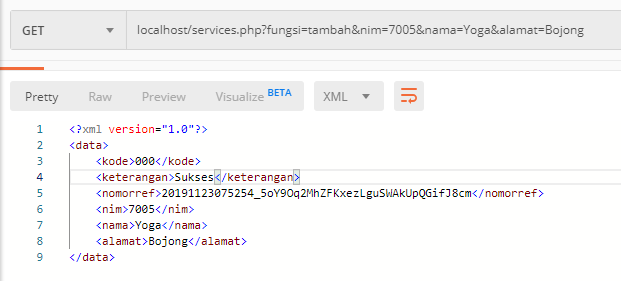 GET localhost/services.php?fungsi=tambah&nim=7005&nama=Yoga&alamat=Bojong
Pretty Raw Preview Visualize BETA XML
1 <?xml version="1.0"?>
2 <data>
3 <kode>000</kode>
4 <keterangan>Sukses</keterangan>
5 <nomorref>20191123075254_5oY9Oq2MhZFKxezLguSWAkUpQGifJ8cm</nomorref>
6 <nim>7005</nim>
7 <nama>Yoga</nama>
8 <alamat>Bojong</alamat>
9 </data>